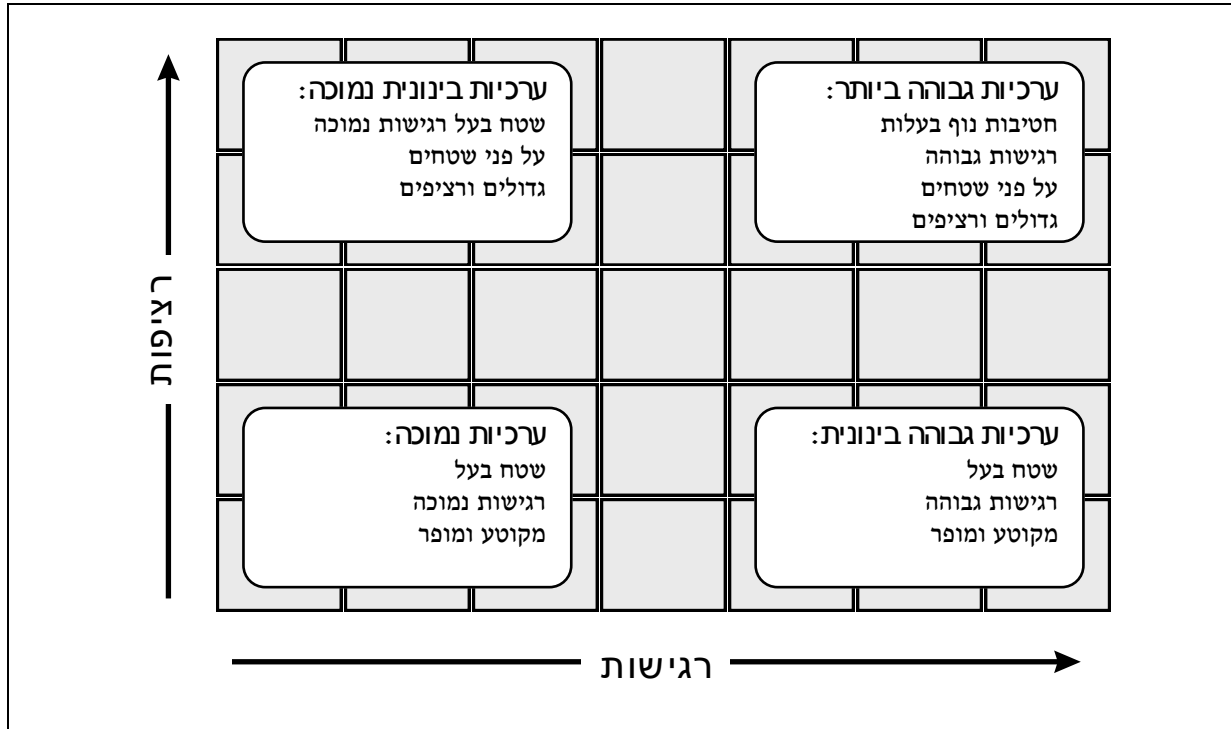 ערכיות גבוהה ביותר:
חטיבות נוף בעלות
רגישות גבוהה
על פני שטחים
גדולים ורציפים
ערכיות בינונית נמוכה:
שטח בעל רגישות נמוכה
על פני שטחים
גדולים ורציפים
רציפות
ערכיות גבוהה בינונית:
שטח בעל
רגישות גבוהה
מקוטע ומופר
ערכיות נמוכה:
שטח בעל
רגישות נמוכה
מקוטע ומופר
רגישות